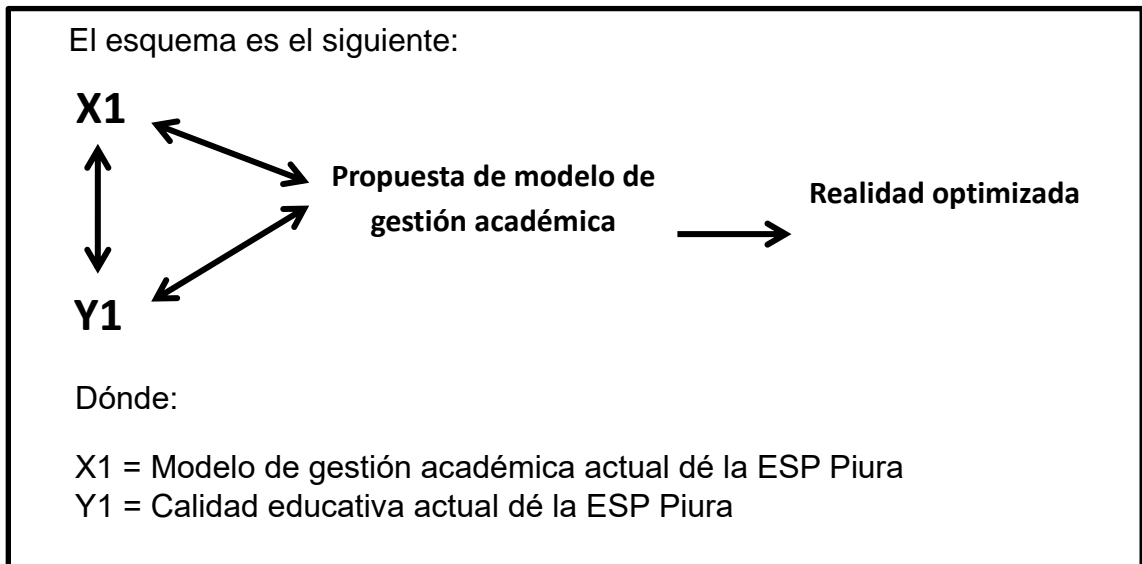 El esquema es el siguiente:
X1
Propuesta de modelo de
gestión académica
Realidad optimizada
Y1
Dónde:
X1 = Modelo de gestión académica actual dé la ESP Piura
Y1 = Calidad educativa actual dé la ESP Piura